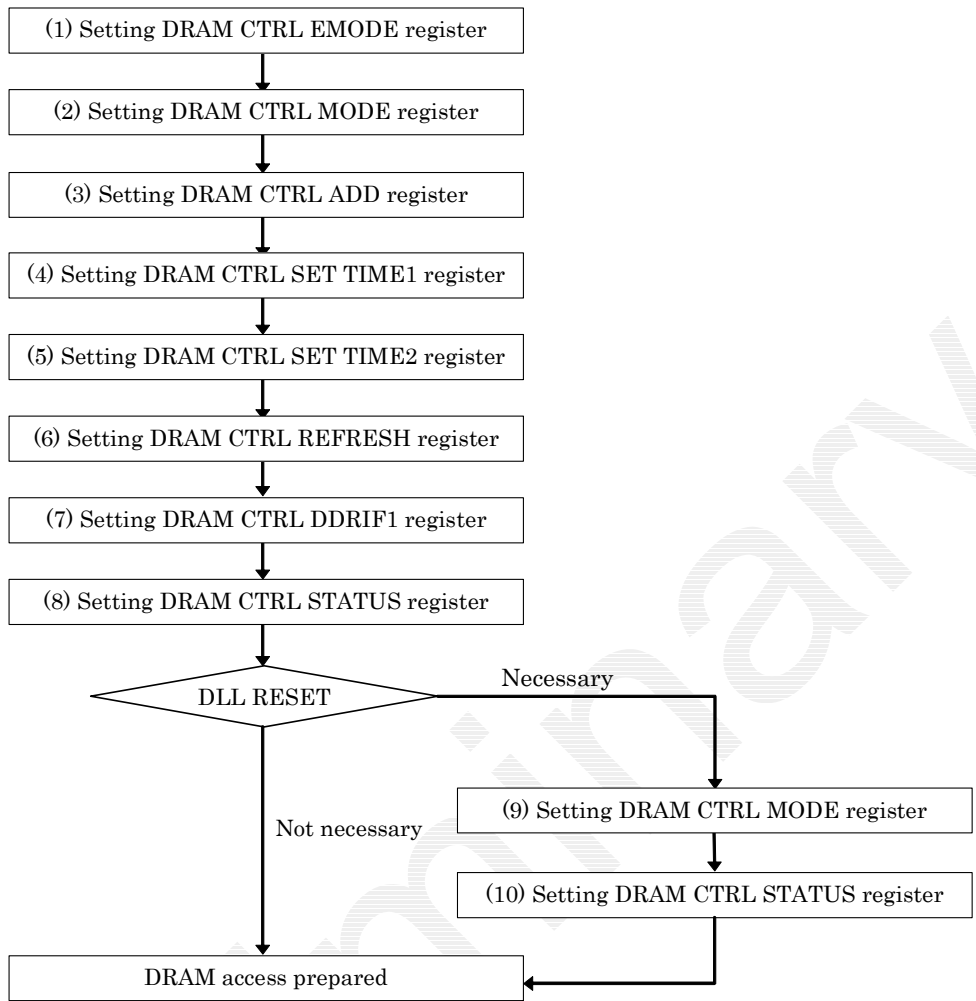 (1) Setting DRAM CTRL EMODE register
(2) Setting DRAM CTRL MODE register
(3) Setting DRAM CTRL ADD register
(4) Setting DRAM CTRL SET TIME1 register
(5) Setting DRAM CTRL SET TIME2 register
(6) Setting DRAM CTRL REFRESH register
(7) Setting DRAM CTRL DDRIF1 register
(8) Setting DRAM CTRL STATUS register
DLL RESET
Necessary
(9) Setting DRAM CTRL MODE register
Not necessary
(10) Setting DRAM CTRL STATUS register
DRAM access prepared